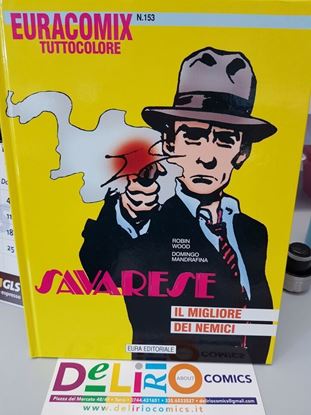 EURACOMIX
N.153
TUTTOCOLORE
ROBIN
WOOD
DOMINGO
MANDRAFINA
SAVARESE
IL MIGLIORE
DEI NEMICI
EURA EDITORIALE
DeLiRIO ABOUT COMICS
www.deliriocomics.it
GLS